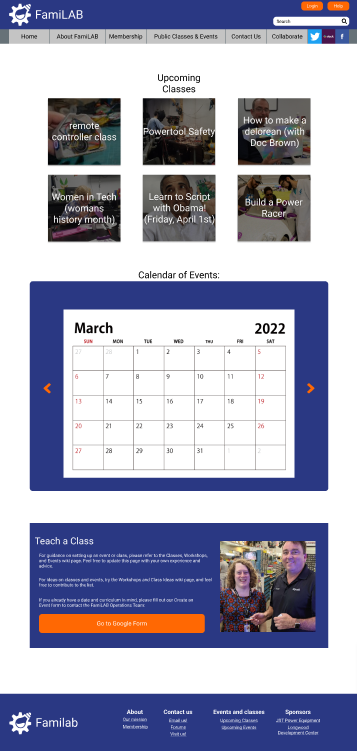 FamiLAB
Login
Help
Search
Home
About FamiLAB
Membership
Public Classes & Events
Contact Us
Collaborate
Upcoming
Classes
remote
controller class
Powertool Safety
How to make a
delorean (with
Doc Brown)
Women in Tech
(womans
history month)
Learn to Script
with Obama!
(Friday, April 1st)
Build a Power
Racer
Calendar of Events:
March 2022
SUN MON TUE WED THU FRI SAT
27 28 1 2 3 4 5
6 7 8 9 10 11 12
13 14 15 16 17 18 19
20 21 22 23 24 25 26
27 28 29 30 31 1 2
Teach a Class
For guidance on setting up an event or class, please refer to the Classes, Workshops,
and Events wiki page. Feel free to update this page with your own experience and
advice.
For ideas on classes and events, try the Workshops and Class Ideas wiki page, and feel
free to contribute to the list.
If you already have a date and curriculum in mind, please fill out our Create an
Event form to contact the FamiLAB Operations Team
Go to Google Form
Familab
About
Our mission
Membership
Contact us
Email us!
Forums
Visit us!
Events and classes
Upcoming Classes
Upcoming Events
Sponsors
JST Power Equipment
Longwood
Development Center